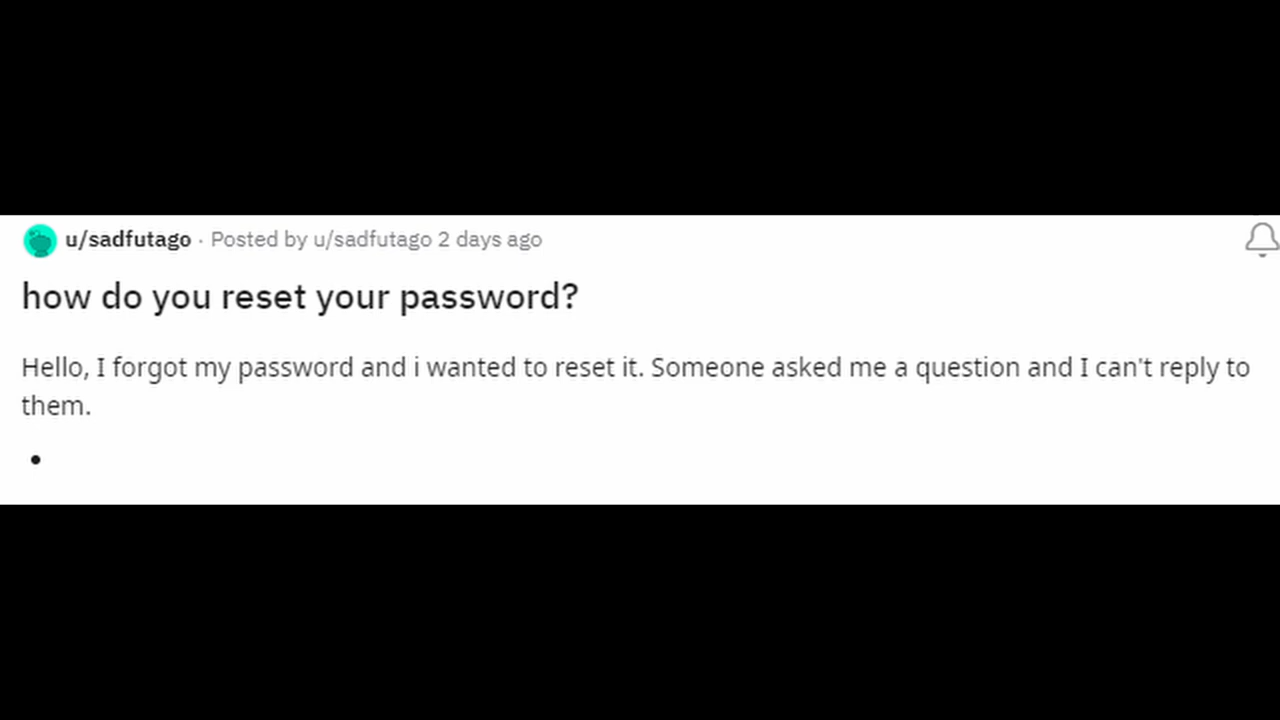 u/sadfutago · Posted by u/sadfutago 2 days ago
how do you reset your password?
Hello, I forgot my password and i wanted to reset it. Someone asked me a question and I can't reply to
them.
•